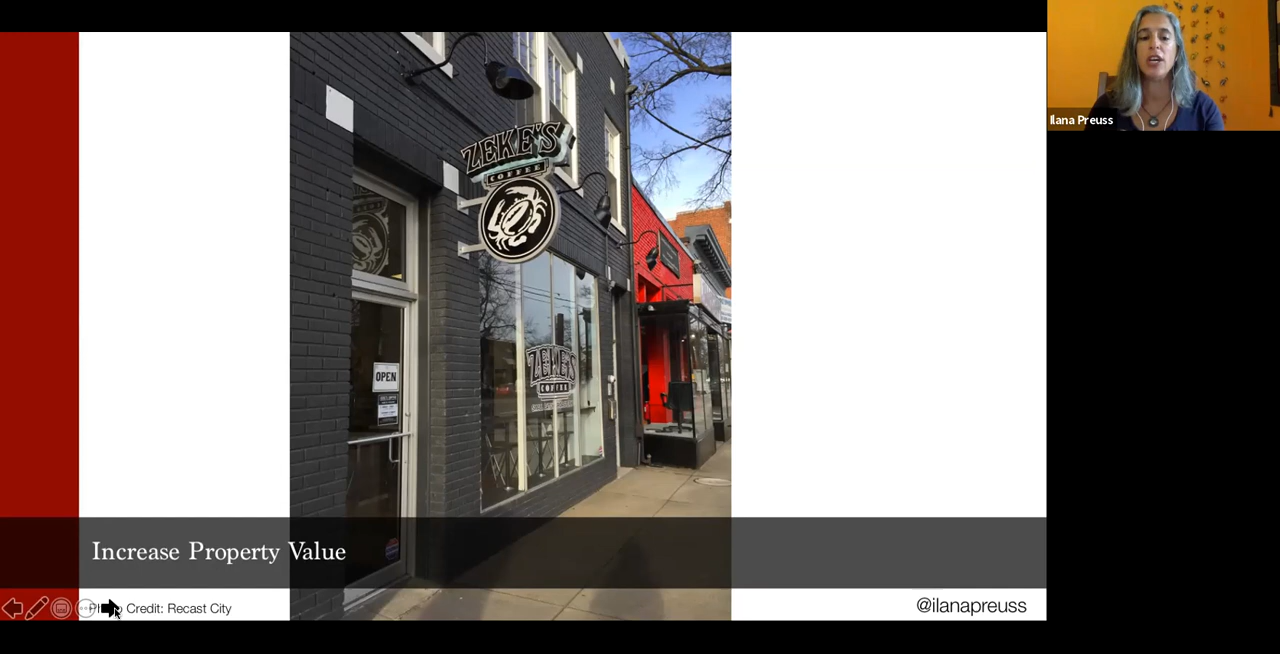 Ilana Preuss
ZEKE'S
COFFEE
OPEN
ZEKE'S
COFFEE
Increase Property Value
Credit: Recast City
@ilanapreuss